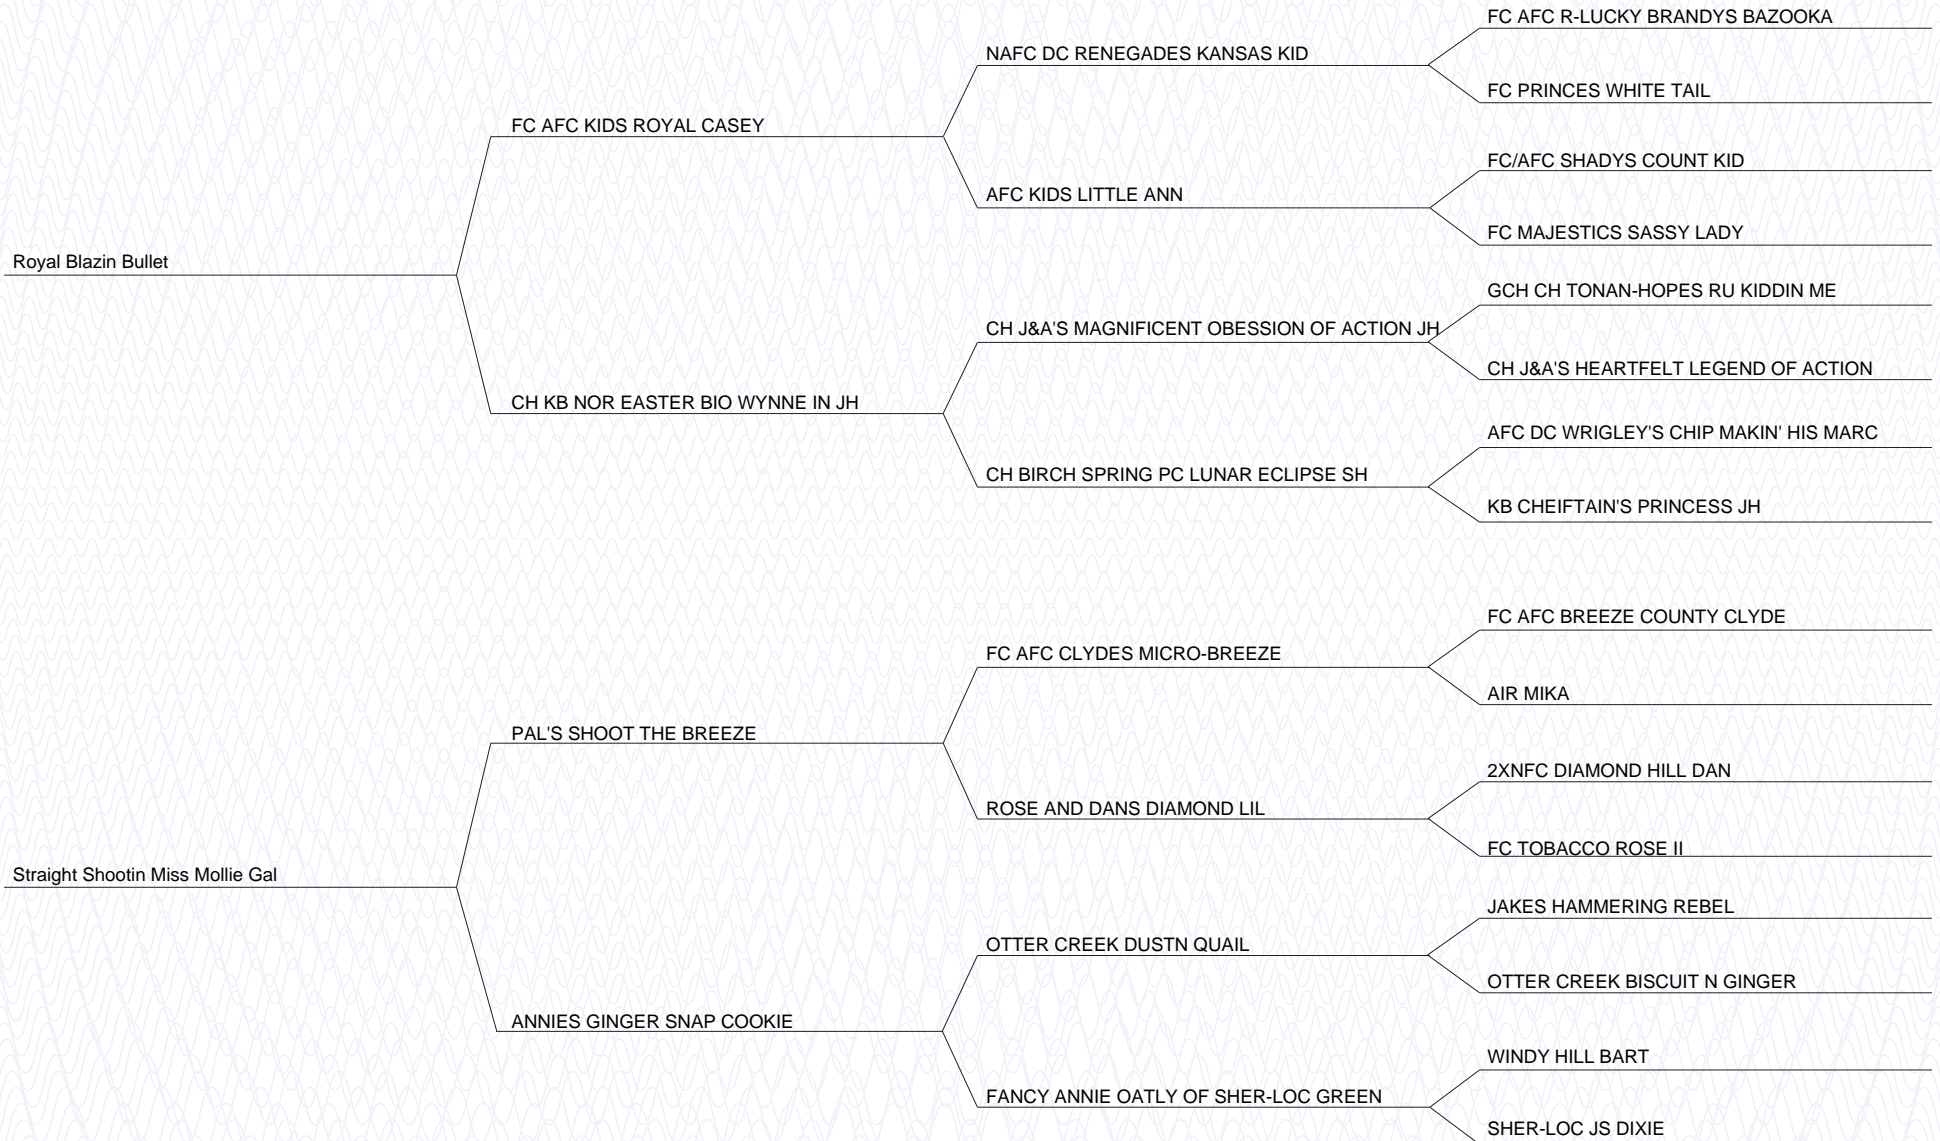 FC AFC R-LUCKY BRANDYS BAZOOKA
NAFC DC RENEGADES KANSAS KID
FC PRINCES WHITE TAIL
FC AFC KIDS ROYAL CASEY
FC/AFC SHADYS COUNT KID
AFC KIDS LITTLE ANN
FC MAJESTICS SASSY LADY
Royal Blazin Bullet
GCH CH TONAN-HOPES RU KIDDIN ME
CH J&A'S MAGNIFICENT OBESSION OF ACTION JH
CH J&A'S HEARTFELT LEGEND OF ACTION
CH KB NOR EASTER BIO WYNNE IN JH
AFC DC WRIGLEY'S CHIP MAKIN' HIS MARC
CH BIRCH SPRING PC LUNAR ECLIPSE SH
KB CHEIFTAIN'S PRINCESS JH
FC AFC BREEZE COUNTY CLYDE
FC AFC CLYDES MICRO-BREEZE
AIR MIKA
PAL'S SHOOT THE BREEZE
2XNFC DIAMOND HILL DAN
ROSE AND DANS DIAMOND LIL
FC TOBACCO ROSE II
Straight Shootin Miss Mollie Gal
JAKES HAMMERING REBEL
OTTER CREEK DUSTN QUAIL
OTTER CREEK BISCUIT N GINGER
ANNIES GINGER SNAP COOKIE
WINDY HILL BART
FANCY ANNIE OATLY OF SHER-LOC GREEN
SHER-LOC JS DIXIE